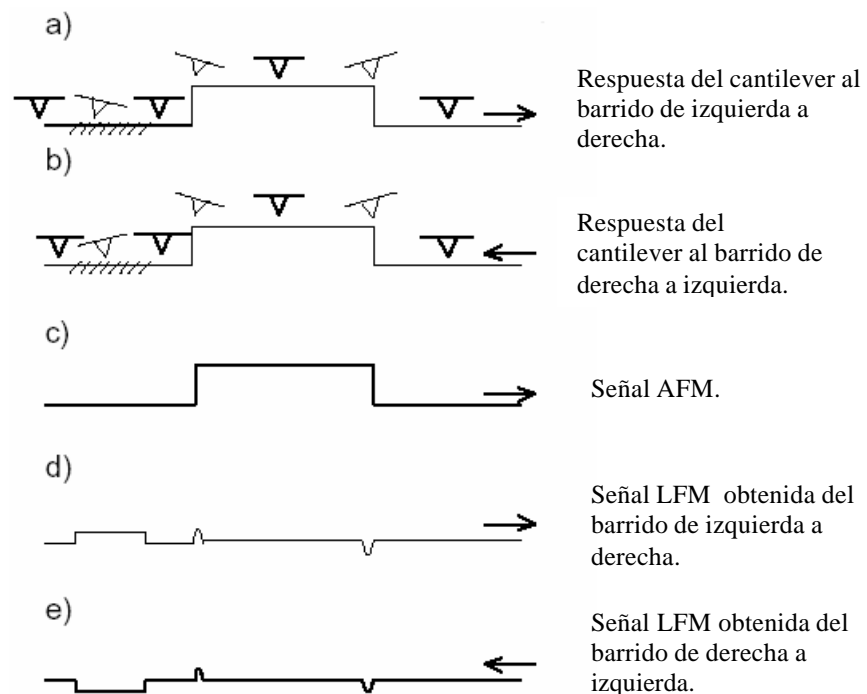 a)
Respuesta del cantilever al
barrido de izquierda a
derecha.
b)
Respuesta del
cantilever al barrido de
derecha a izquierda.
c)
Señal AFM.
d)
Señal LFM obtenida del
barrido de izquierda a
derecha.
e)
Señal LFM obtenida del
barrido de derecha a
izquierda.